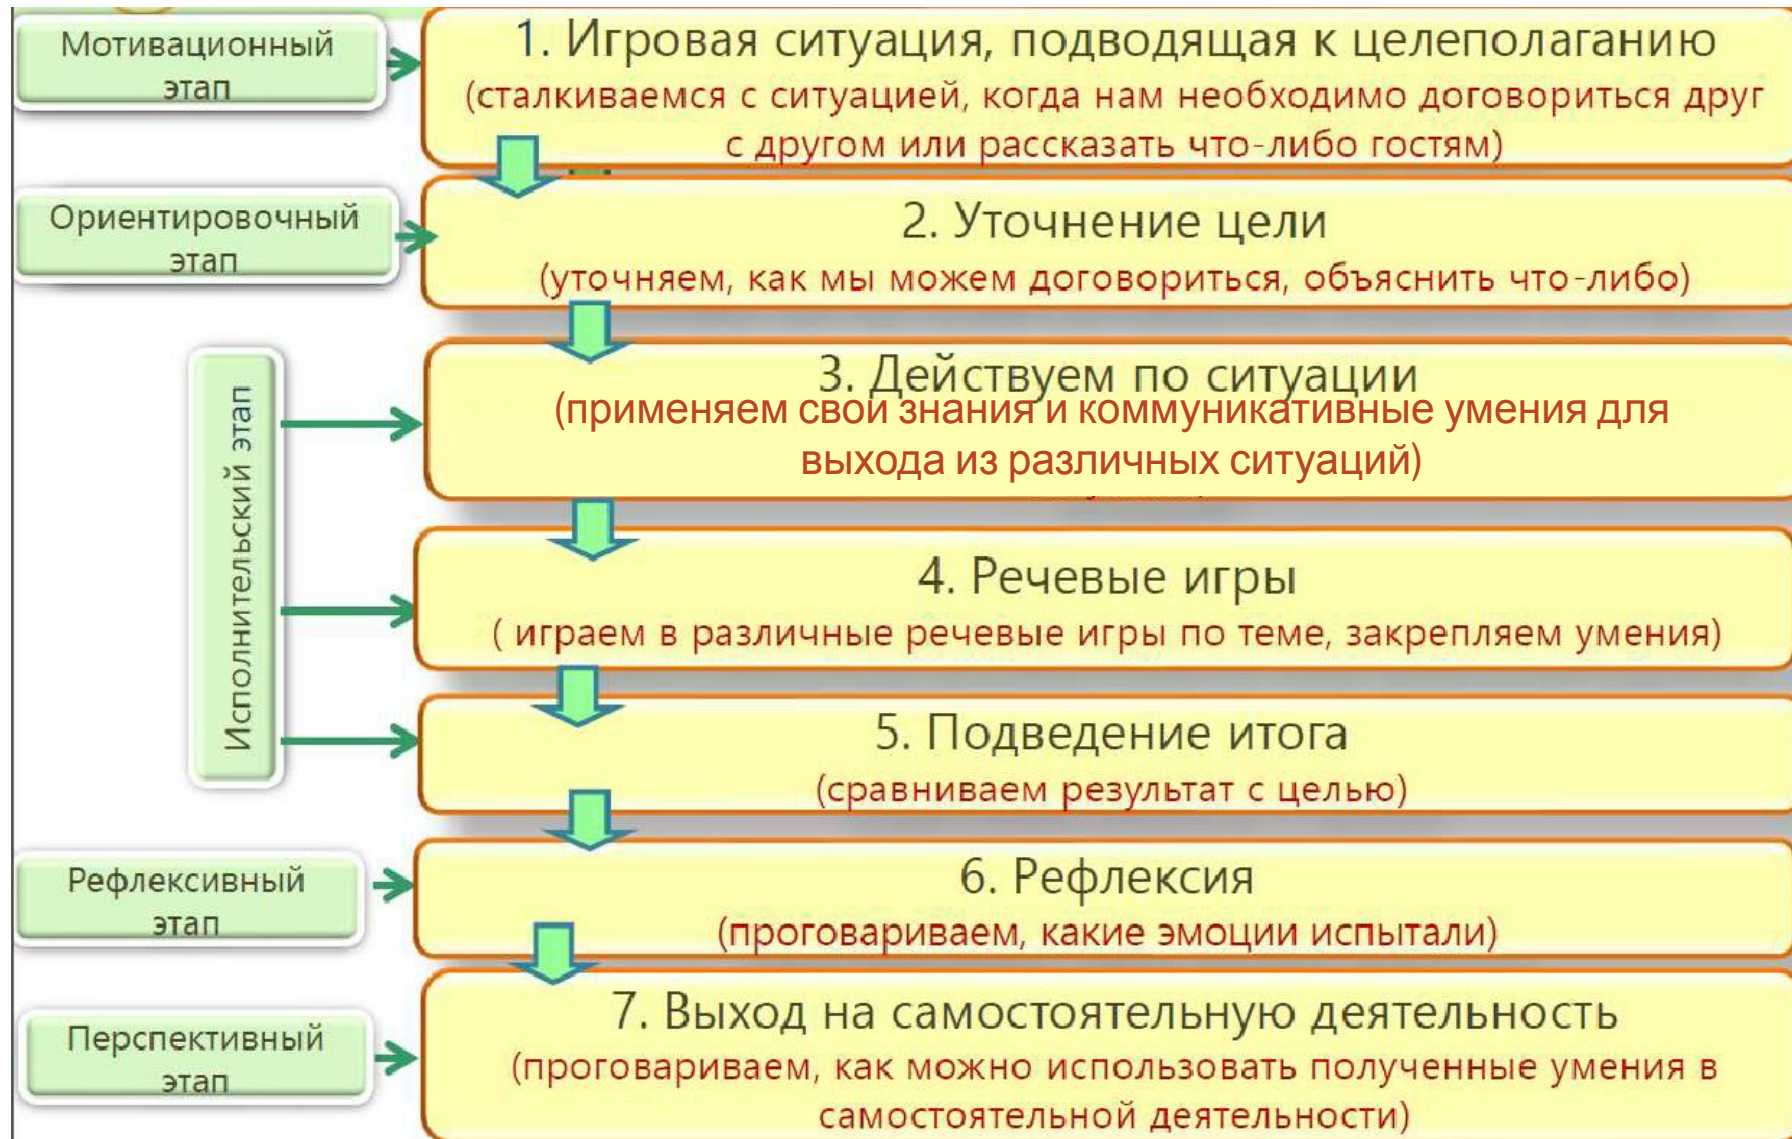 Мотивационный
этап
1. Игровая ситуация, подводящая к целеполаганию
(сталкиваемся с ситуацией, когда нам необходимо договориться друг
с другом или рассказать что-либо гостям)
Ориентировочный
этап
2. Уточнение цели
(уточняем, как мы можем договориться, объяснить что-либо)
Исполнительский этап
3. Действуем по ситуации
(применяем свои знания и коммуникативные умения для
выхода из различных ситуаций)
4. Речевые игры
( играем в различные речевые игры по теме, закрепляем умения)
5. Подведение итога
(сравниваем результат с целью)
Рефлексивный
этап
6. Рефлексия
(проговариваем, какие эмоции испытали)
Перспективный
этап
7. Выход на самостоятельную деятельность
(проговариваем, как можно использовать полученные умения в
самостоятельной деятельности)